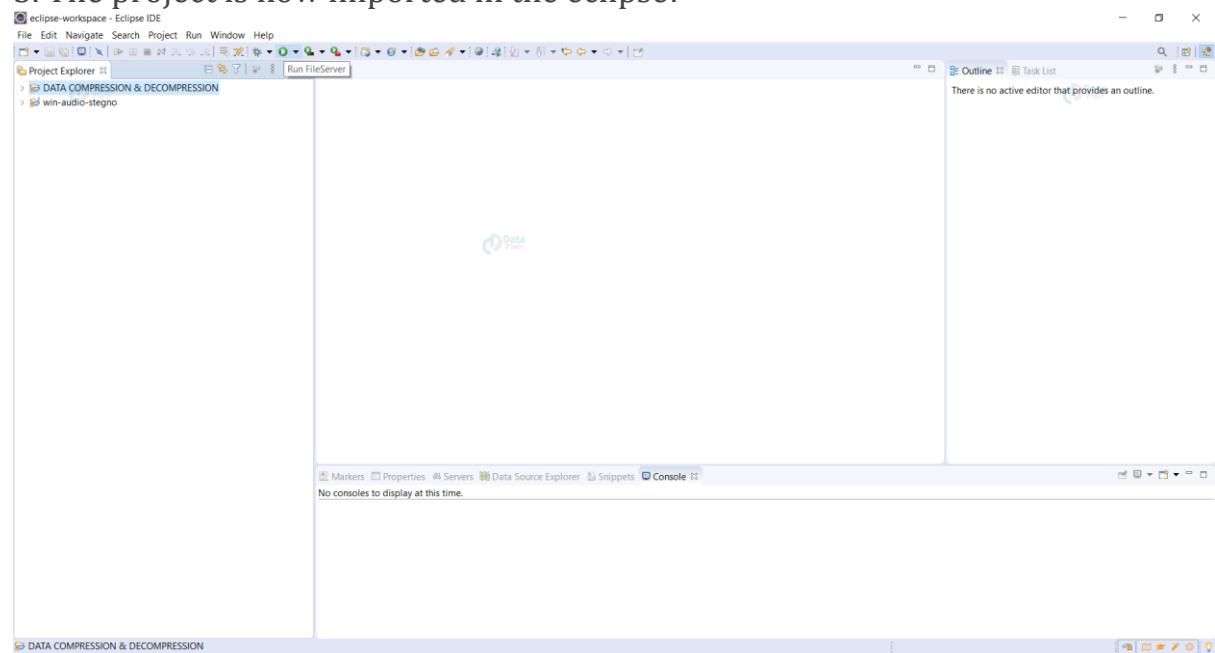 3. The project is now imported in the eclipse.
eclipse-workspace - Eclipse IDE
File Edit Navigate Search Project Run Window Help
Project Explorer
Run FileServer
Outline Task List
DATA COMPRESSION & DECOMPRESSION
win-audio-stegno
There is no active editor that provides an outline.
Data
Flair
Markers Properties Servers Data Source Explorer Snippets Console
No consoles to display at this time.
DATA COMPRESSION & DECOMPRESSION